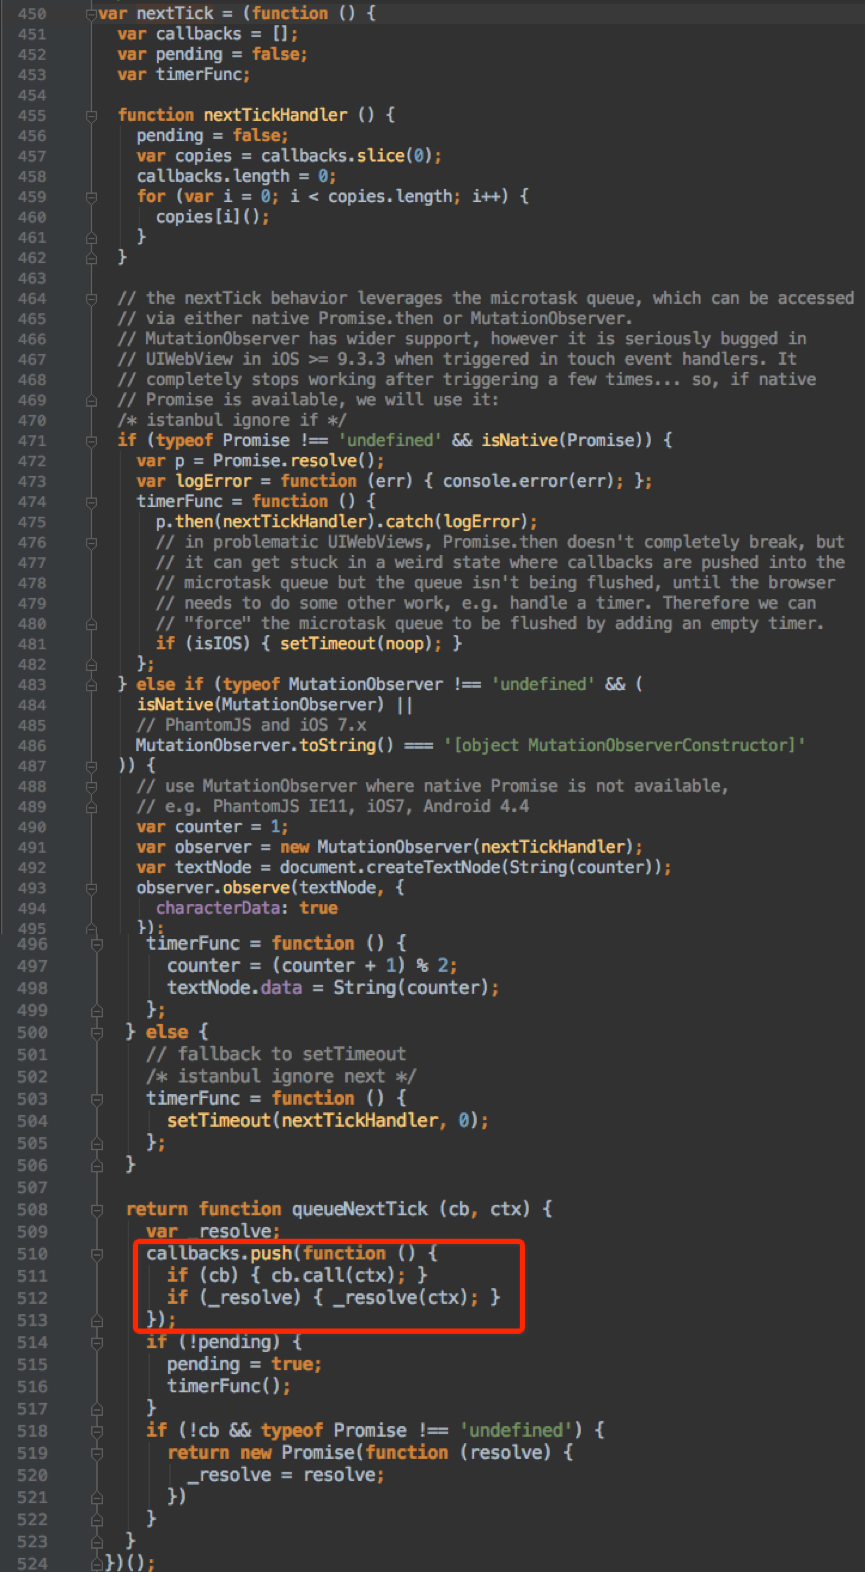 450 var nextTick = (function () {
451 var callbacks = [];
452 var pending = false;
453 var timerFunc;
454
455 function nextTickHandler () {
456 pending = false;
457 var copies = callbacks.slice(0);
458 callbacks.length = 0;
459 for (var i = 0; i < copies.length; i++) {
460 copies[i]();
461 }
462 }
463
464 // the nextTick behavior leverages the microtask queue, which can be accessed
465 // via either native Promise.then or MutationObserver.
466 // MutationObserver has wider support, however it is seriously bugged in
467 // UIWebView in iOS >= 9.3.3 when triggered in touch event handlers. It
468 // completely stops working after triggering a few times... so, if native
469 // Promise is available, we will use it:
470 /* istanbul ignore if */
471 if (typeof Promise !== 'undefined' && isNative(Promise)) {
472 var p = Promise.resolve();
473 var logError = function (err) { console.error(err); };
474 timerFunc = function () {
475 p.then(nextTickHandler).catch(logError);
476 // in problematic UIWebViews, Promise.then doesn't completely break, but
477 // it can get stuck in a weird state where callbacks are pushed into the
478 // microtask queue but the queue isn't being flushed, until the browser
479 // needs to do some other work, e.g. handle a timer. Therefore we can
480 // "force" the microtask queue to be flushed by adding an empty timer.
481 if (isIOS) { setTimeout(noop); }
482 };
483 } else if (typeof MutationObserver !== 'undefined' && (
484 isNative(MutationObserver) ||
485 // PhantomJS and iOS 7.x
486 MutationObserver.toString() === '[object MutationObserverConstructor]'
487 )) {
488 // use MutationObserver where native Promise is not available,
489 // e.g. PhantomJS IE11, iOS7, Android 4.4
490 var counter = 1;
491 var observer = new MutationObserver(nextTickHandler);
492 var textNode = document.createTextNode(String(counter));
493 observer.observe(textNode, {
494 characterData: true
495 });
496 timerFunc = function () {
497 counter = (counter + 1) % 2;
498 textNode.data = String(counter);
499 };
500 } else {
501 // fallback to setTimeout
502 /* istanbul ignore next */
503 timerFunc = function () {
504 setTimeout(nextTickHandler, 0);
505 };
506 }
507
508 return function queueNextTick (cb, ctx) {
509 var _resolve;
510 callbacks.push(function () {
511 if (cb) { cb.call(ctx); }
512 if (_resolve) { _resolve(ctx); }
513 });
514 if (!pending) {
515 pending = true;
516 timerFunc();
517 }
518 if (!cb && typeof Promise !== 'undefined') {
519 return new Promise(function (resolve) {
520 _resolve = resolve;
521 })
522 }
523 }
524 })();